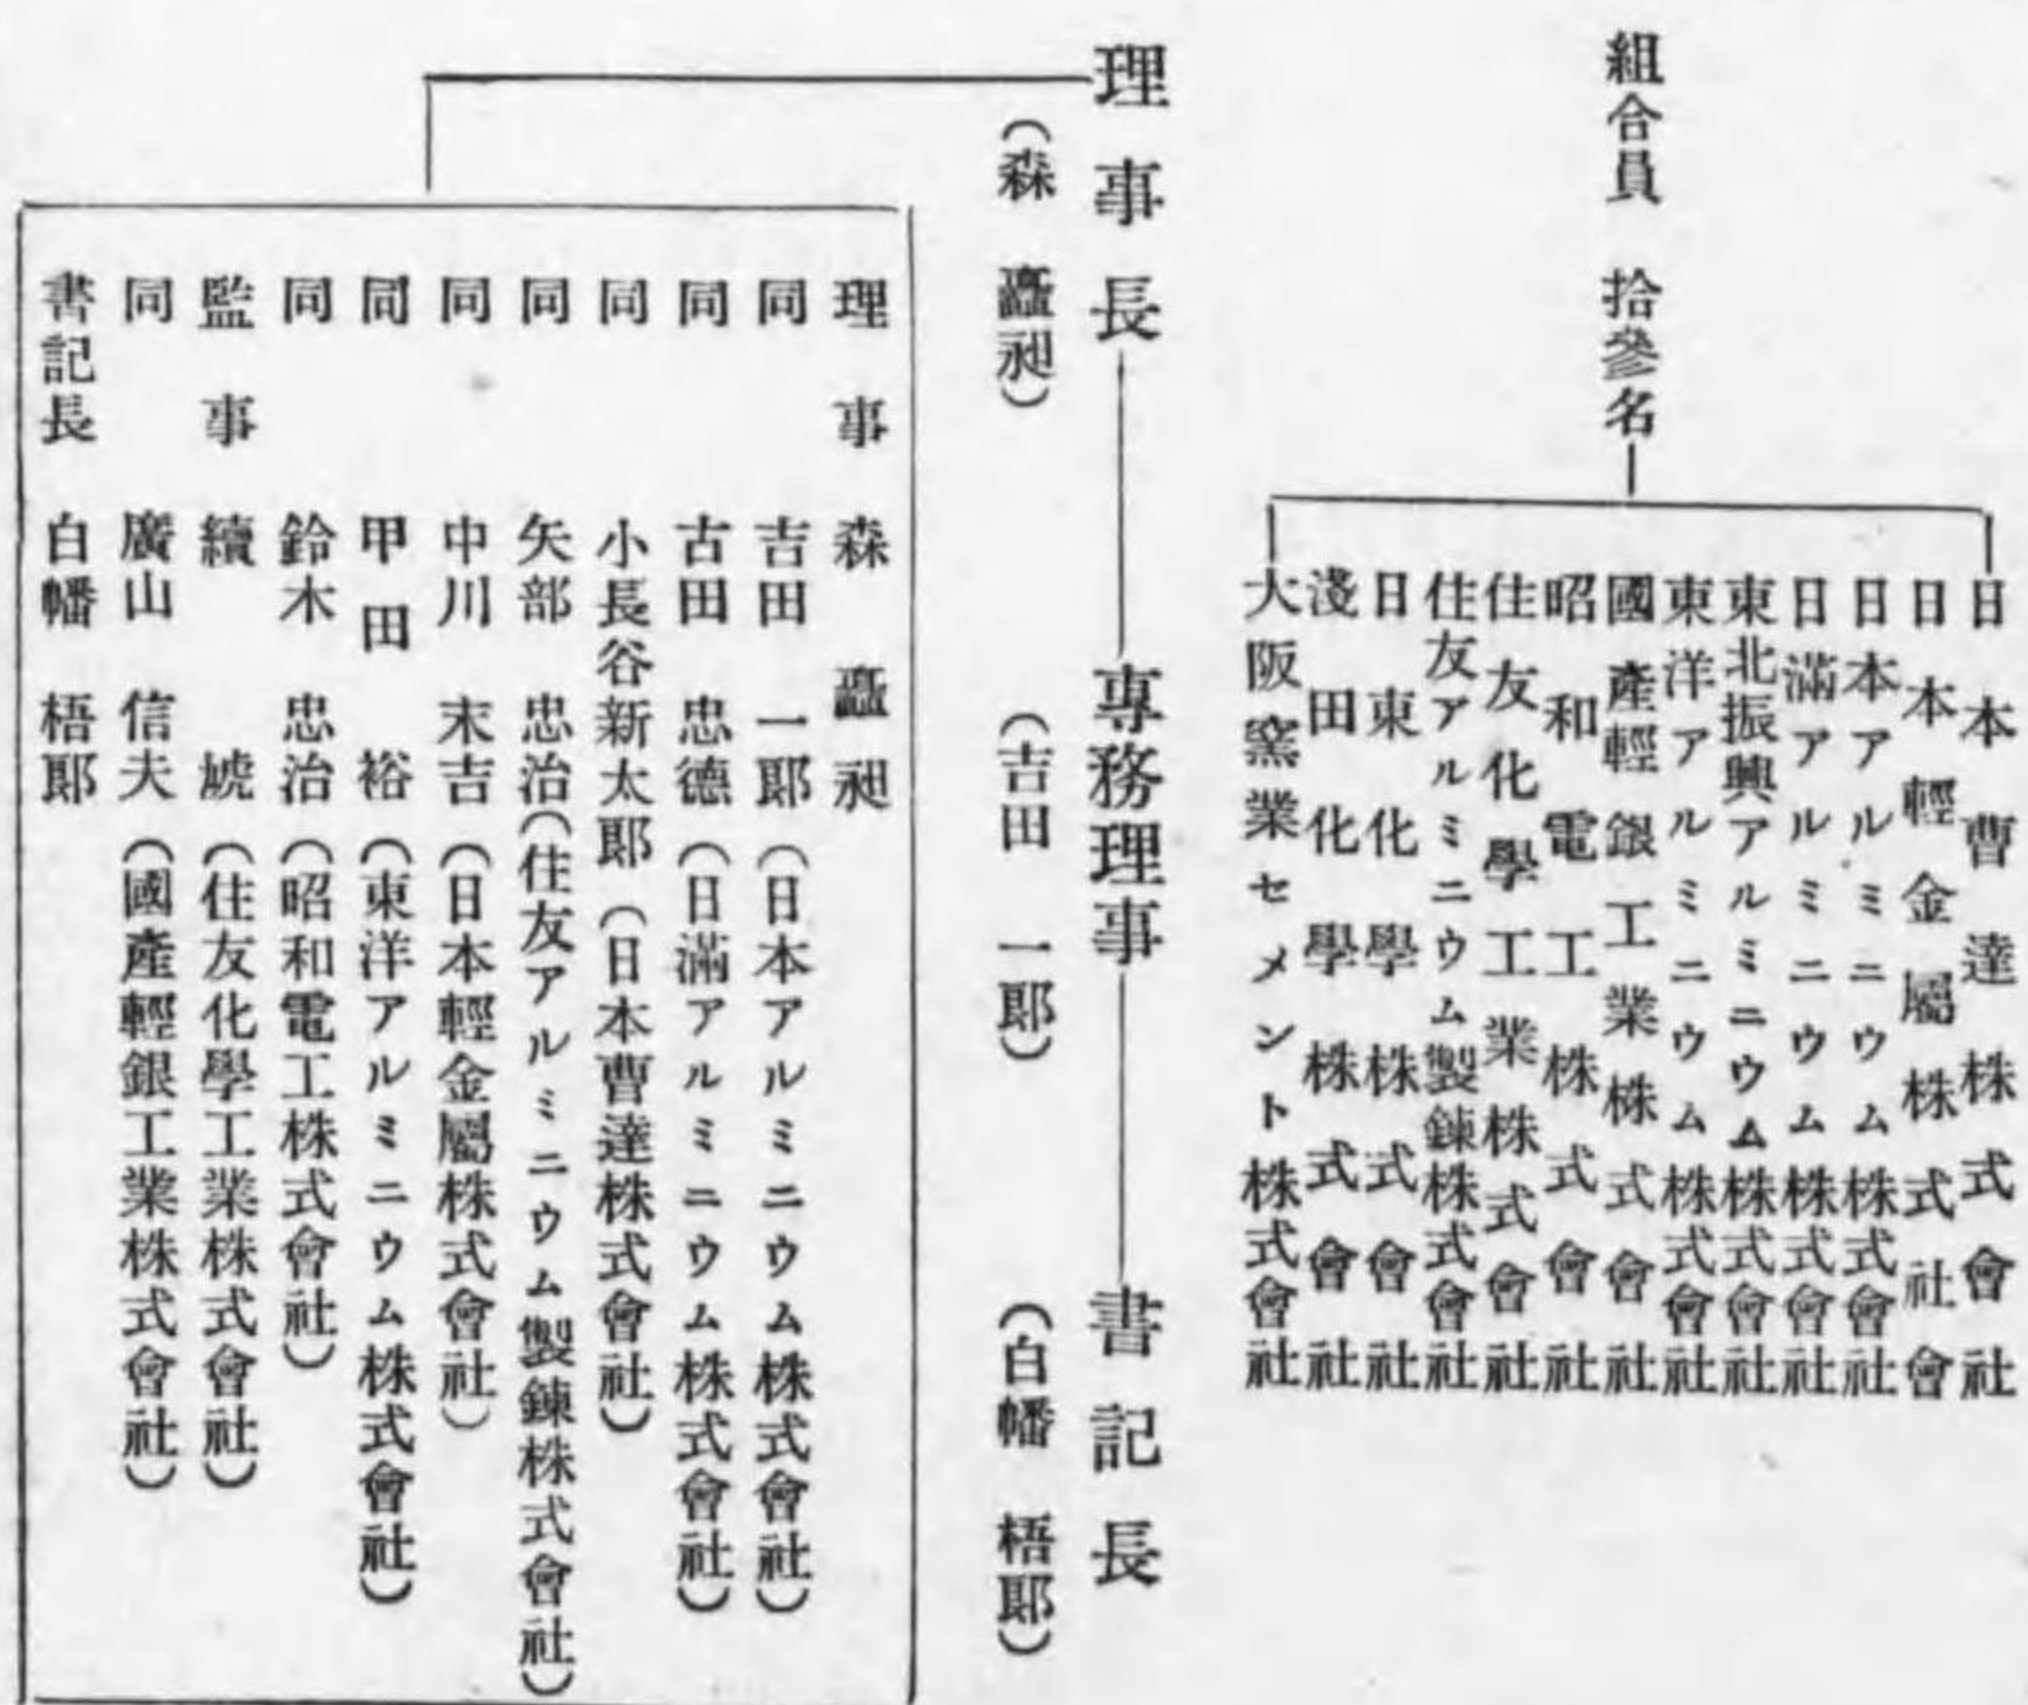 組合員 拾參名
日本曹達株式會社
日本輕金屬株式社會
日本アルミニウム株式會社
日滿アルミニウム株式會社
東北振興アルミニウム株式會社
東洋アルミニウム株式會社
國產輕銀工業株式會社
昭和電工株式會社
住友化學工業株式會社
住友アルミニウム製鍊株式會社
日東化學株式會社
淺田化學株式會社
大阪窯業セメント株式會社
理事長 專務理事 書記長
(森 矗昶) (吉田 一郎) (白幡 梧郎)
理事 森 矗昶
同 吉田 一郎 (日本アルミニウム株式會社)
同 古田 忠德 (日滿アルミニウム株式會社)
同 小長谷新太郎 (日本曹達株式會社)
同 矢部 忠治 (住友アルミニウム製鍊株式會社)
同 中川 末吉 (日本輕金屬株式會社)
同 甲田 裕 (東洋アルミニウム株式會社)
同 鈴木 忠治 (昭和電工株式會社)
監事 續 (住友化學工業株式會社)
同 廣山 信夫 (國產輕銀工業株式會社)
書記長 白幡 梧郎